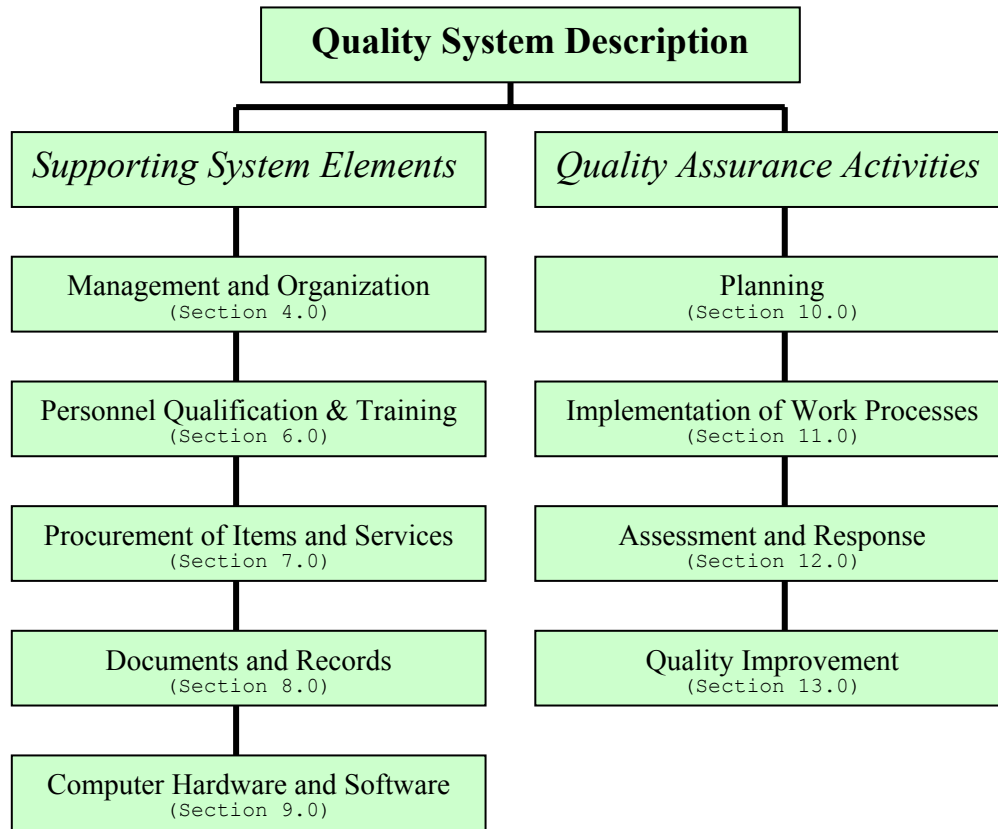 Quality System Description
Supporting System Elements
Quality Assurance Activities
Management and Organization
(Section 4.0)
Planning
(Section 10.0)
Personnel Qualification & Training
(Section 6.0)
Implementation of Work Processes
(Section 11.0)
Procurement of Items and Services
(Section 7.0)
Assessment and Response
(Section 12.0)
Documents and Records
(Section 8.0)
Quality Improvement
(Section 13.0)
Computer Hardware and Software
(Section 9.0)